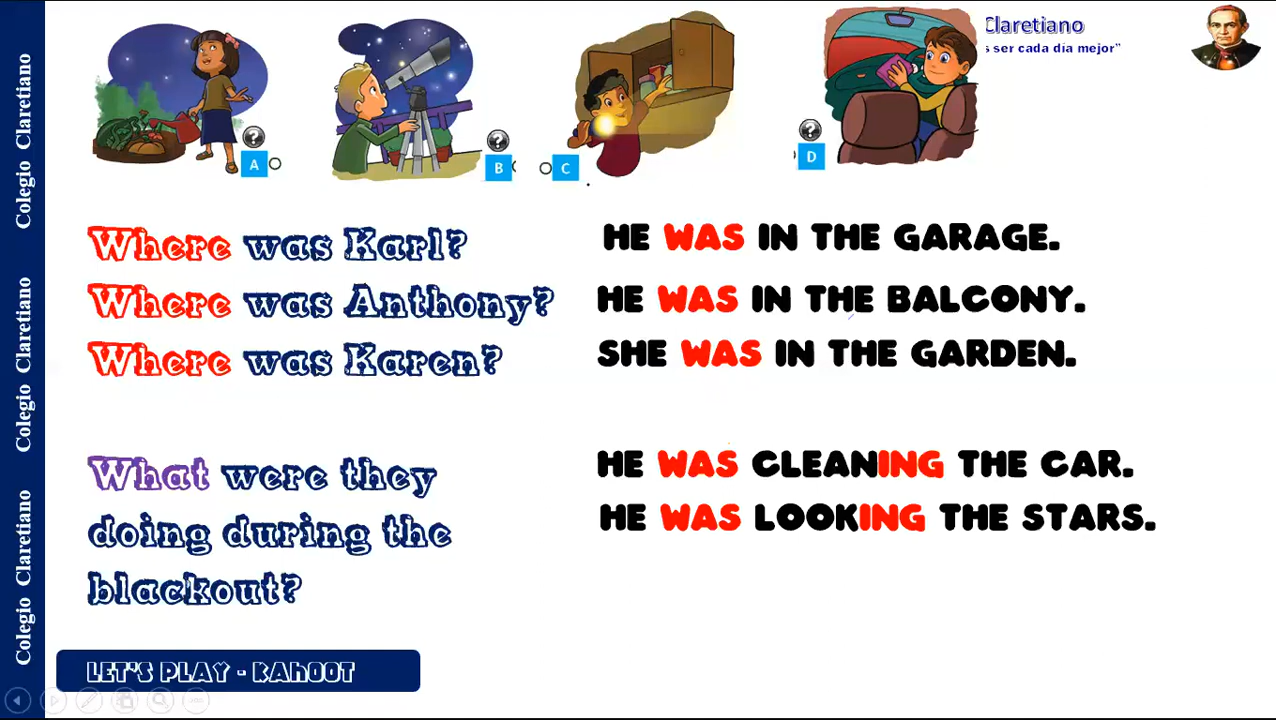 Claretiano
s ser cada día mejor”
A
B
C
D
Where was Karl?
HE WAS IN THE GARAGE.
Where was Anthony?
HE WAS IN THE BALCONY.
Where was Karen?
SHE WAS IN THE GARDEN.
What were they
doing during the
blackout?
HE WAS CLEANING THE CAR.
HE WAS LOOKING THE STARS.
LET'S PLAY - KAHOOT
Colegio Claretiano
Colegio Claretiano
Colegio Claretiano